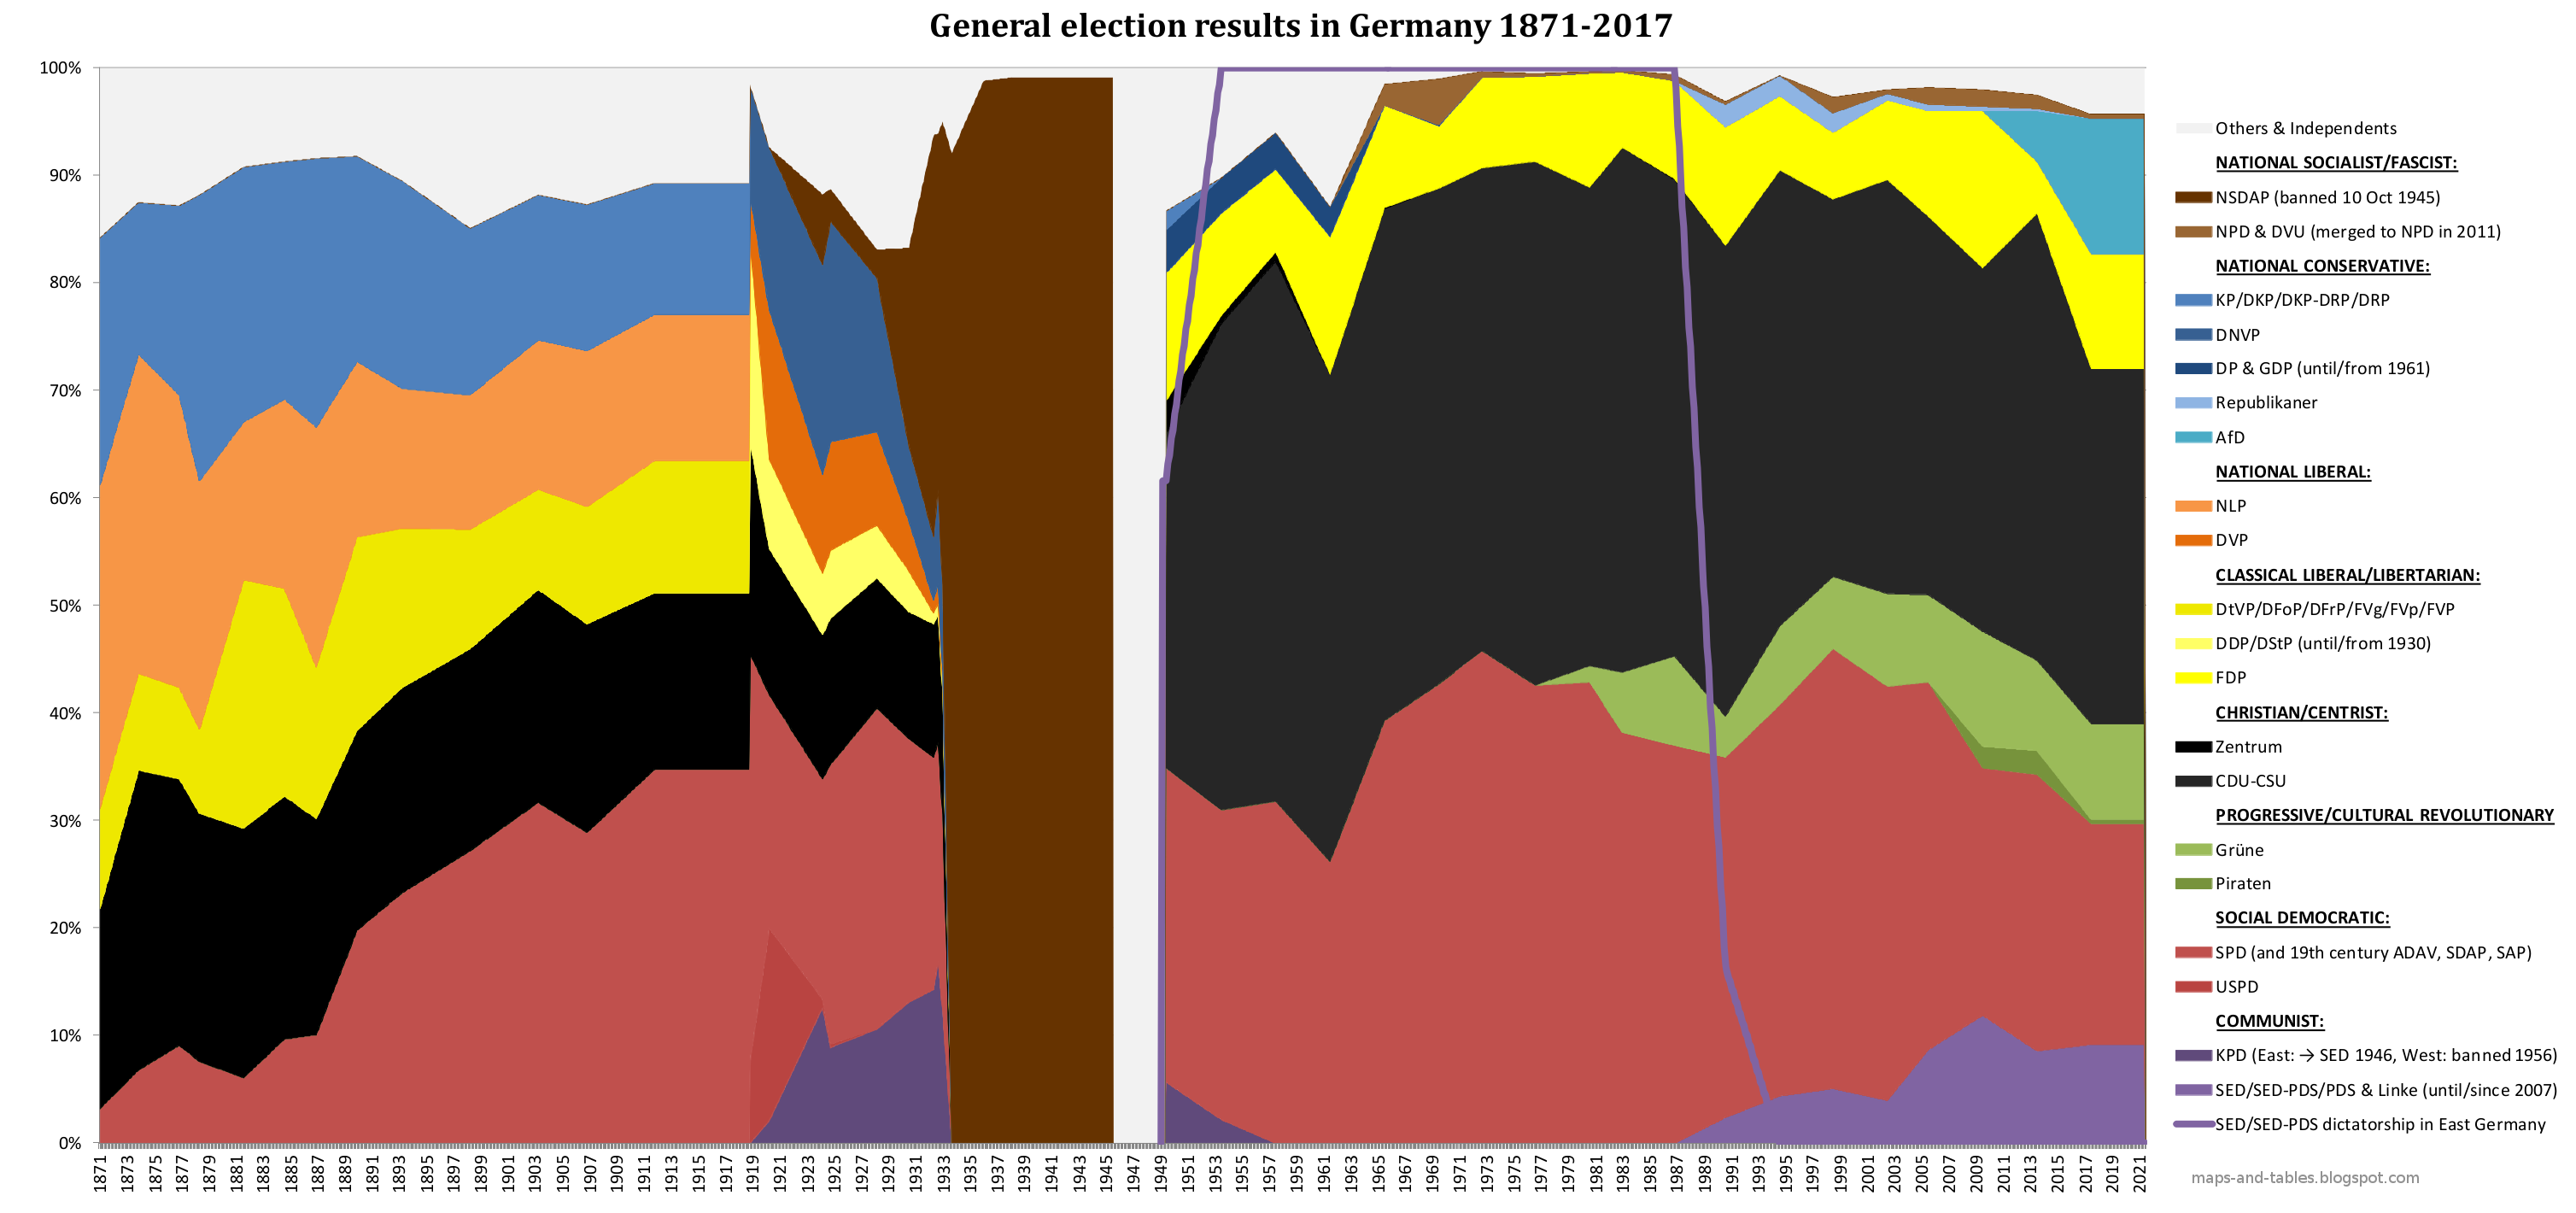 General election results in Germany 1871-2017
100%
90%
80%
70%
60%
50%
40%
30%
20%
10%
0%
1871
1873
1875
1877
1879
1881
1883
1885
1887
1889
1891
1893
1895
1897
1899
1901
1903
1905
1907
1909
1911
1913
1915
1917
1919
1921
1923
1925
1927
1929
1931
1933
1935
1937
1939
1941
1943
1945
1947
1949
1951
1953
1955
1957
1959
1961
1963
1965
1967
1969
1971
1973
1975
1977
1979
1981
1983
1985
1987
1989
1991
1993
1995
1997
1999
2001
2003
2005
2007
2009
2011
2013
2015
2017
2019
2021
Others & Independents
NATIONAL SOCIALIST/FASCIST:
NSDAP (banned 10 Oct 1945)
NPD & DVU (merged to NPD in 2011)
NATIONAL CONSERVATIVE:
KP/DKP/DKP-DRP/DRP
DNVP
DP & GDP (until/from 1961)
Republikaner
AfD
NATIONAL LIBERAL:
NLP
DVP
CLASSICAL LIBERAL/LIBERTARIAN:
DtVP/DFoP/DFrP/FVg/FVp/FVP
DDP/DStP (until/from 1930)
FDP
CHRISTIAN/CENTRIST:
Zentrum
CDU-CSU
PROGRESSIVE/CULTURAL REVOLUTIONARY
Grüne
Piraten
SOCIAL DEMOCRATIC:
SPD (and 19th century ADAV, SDAP, SAP)
USPD
COMMUNIST:
KPD (East: → SED 1946, West: banned 1956)
SED/SED-PDS/PDS & Linke (until/since 2007)
SED/SED-PDS dictatorship in East Germany
maps-and-tables.blogspot.com